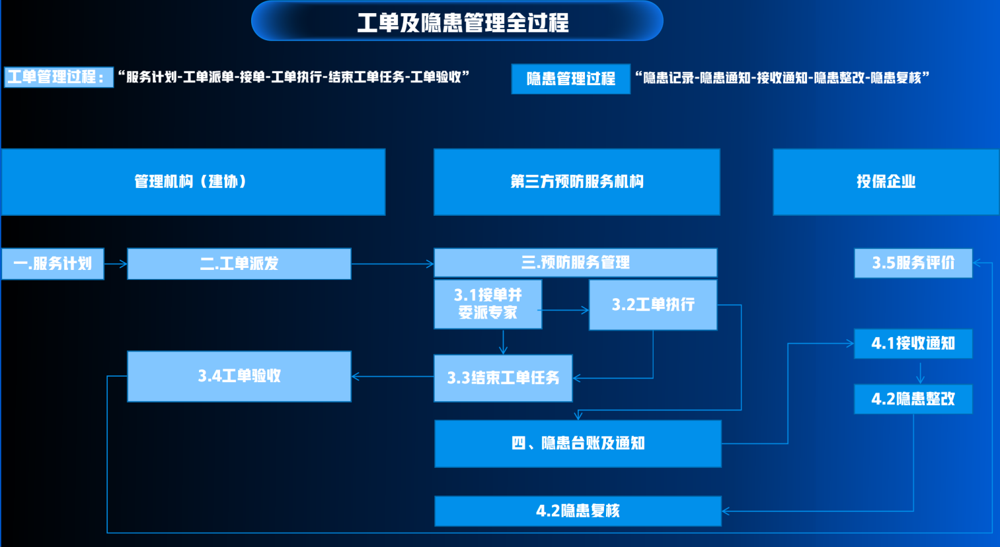 工单及隐患管理全过程
工单管理过程：
“服务计划-工单派单-接单-工单执行-结束工单任务-工单验收”
隐患管理过程
“隐患记录-隐患通知-接收通知-隐患整改-隐患复核”
管理机构（建协）
第三方预防服务机构
投保企业
一.服务计划
二.工单派发
三.预防服务管理
3.5服务评价
3.1接单并
委派专家
3.2工单执行
4.1接收通知
3.4工单验收
3.3结束工单任务
4.2隐患整改
四、隐患台账及通知
4.2隐患复核